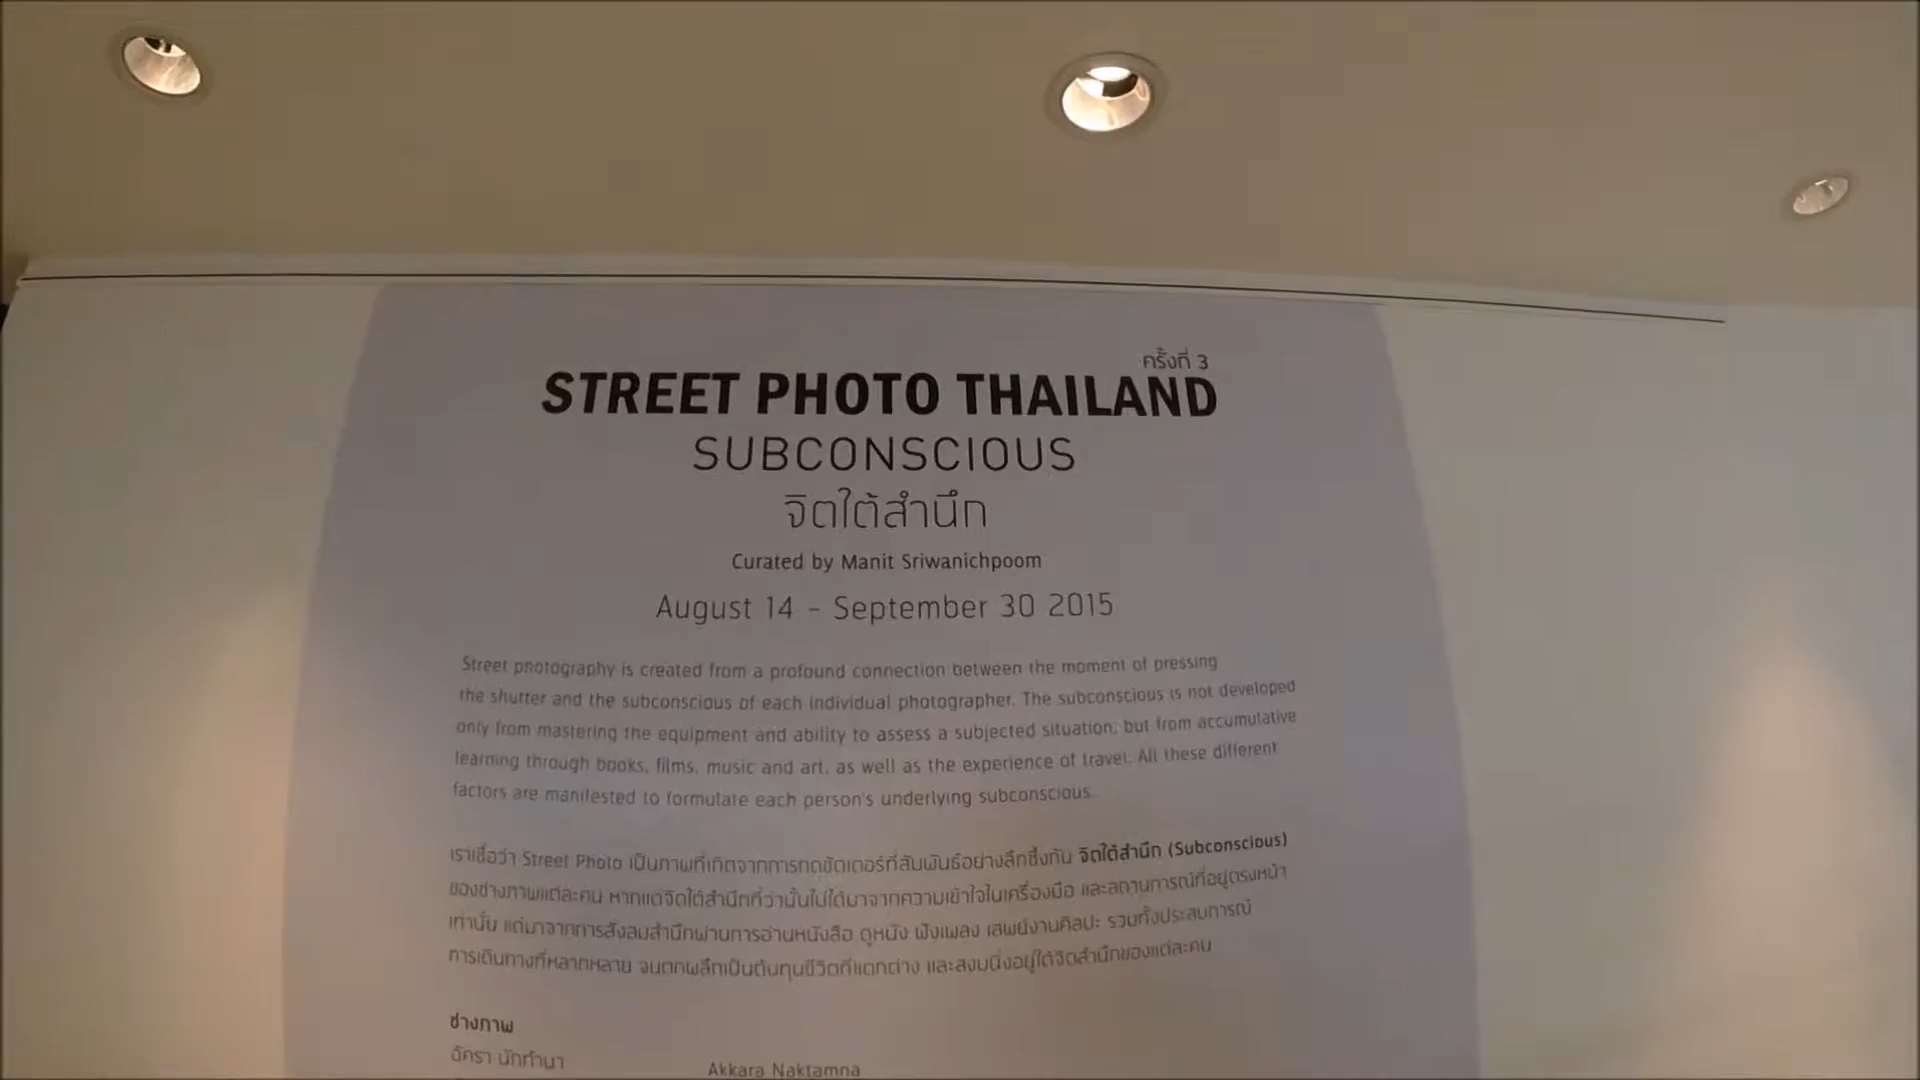 ครั้งที่ 3
STREET PHOTO THAILAND
SUBCONSCIOUS
จิตใต้สำนึก
Curated by Manit Sriwanichpoom
August 14 - September 30 2015
Street photography is created from a profound connection between the moment of pressing
the shutter and the subconscious of each individual photographer. The subconscious is not developed
only from mastering the equipment and ability to assess a subjected situation, but from accumulative
learning through books, films, music and art, as well as the experience of travel. All these different
factors are manifested to formulate each person's underlying subconscious.
เราเชื่อว่า Street Photo เป็นภาพที่เกิดจากการกดชัตเตอร์ที่สัมพันธ์อย่างลึกซึ้งกับ จิตใต้สำนึก (Subconscious)
ของช่างภาพแต่ละคน หากแต่จิตใต้สำนึกที่ว่านั้นไม่ได้มาจากความเข้าใจในเครื่องมือ และสถานการณ์ที่อยู่ตรงหน้า
เท่านั้น แต่มาจากการสั่งสมสำนึกผ่านการอ่านหนังสือ ดูหนัง ฟังเพลง เสพย์งานศิลปะ รวมทั้งประสบการณ์
การเดินทางที่หลากหลาย จนตกผลึกเป็นต้นทุนชีวิตที่แตกต่าง และสงบนิ่งอยู่ใต้จิตสำนึกของแต่ละคน
ช่างภาพ
อัครา นักทำนา Akkara Naktamna